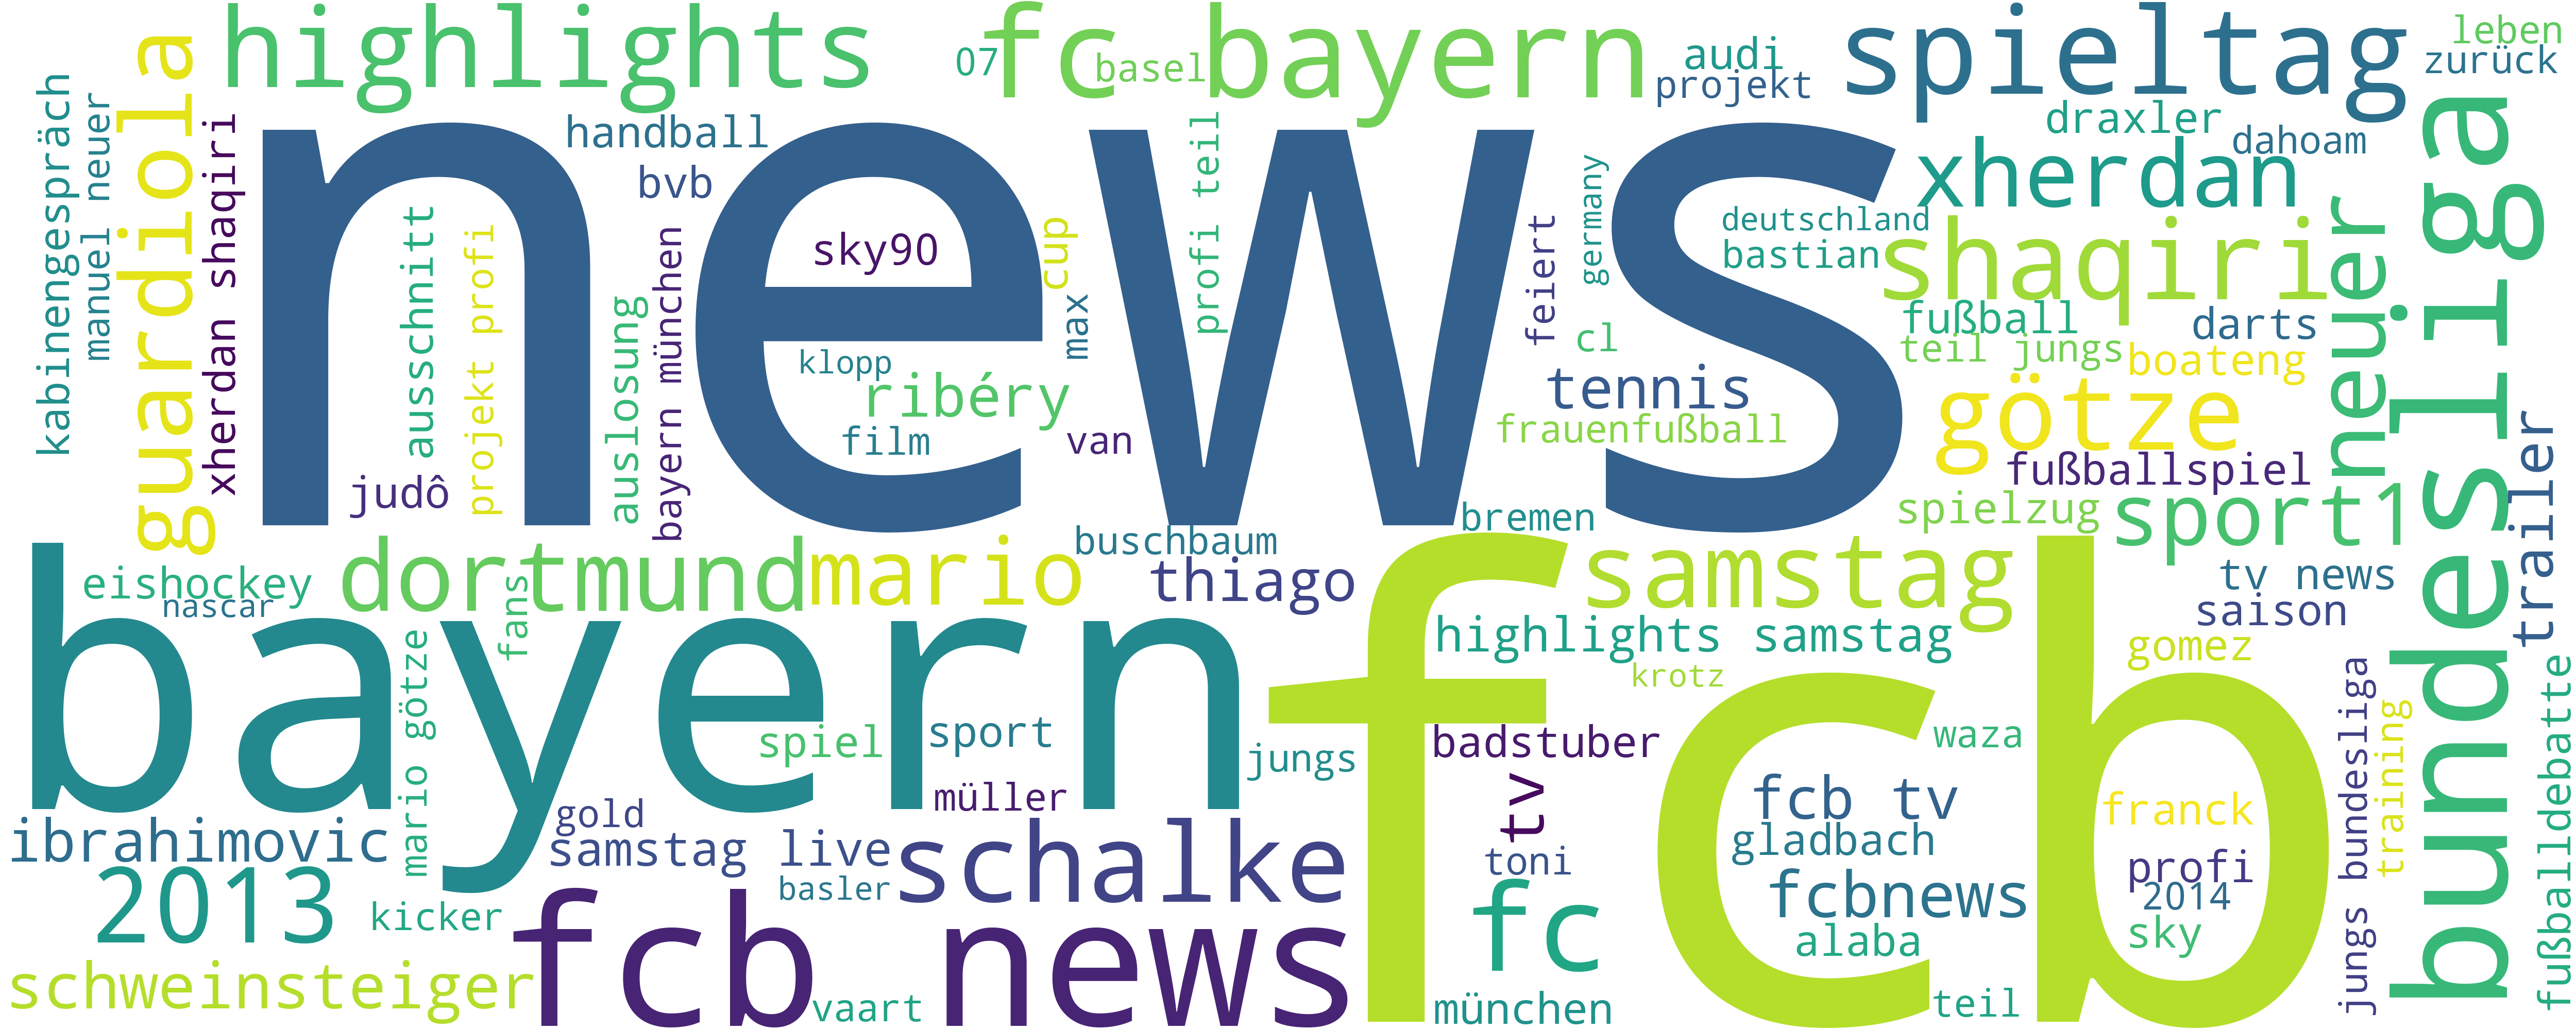 highlights
fc bayern
07
basel
audi
projekt
spieltag
leben
zurück
guardiola
kabinengespräch
manuel neuer
xherdan shaqiri
handball
bvb
news
sky90
klopp
ribéry
film
judô
ausschnitt
projekt profi
auslosung
bayern münchen
cup
max
van
profi teil
feiert
germany
cl
tennis
frauenfußball
deutschland
bastian
draxler
dahoam
xherdan
shaqiri
fußball
teil jungs
darts
boateng
götze
fußballspiel
spielzug
sport1
neuer
bundesliga
trailer
bremen
buschbaum
thiago
samstag
highlights samstag
krotz
tv news
saison
gomez
eishockey
nascar
dortmund
mario
fans
mario götze
bayern
spiel
sport
jungs
müller
fcb
badstuber
waza
tv
toni
fcb tv
gladbach
fcbnews
alaba
franck
profi
2014
sky
jungs bundesliga
training
fußballdebatte
ibrahimovic
2013
kicker
gold
samstag live
basler
schalke
schweinsteiger
fcb news
vaart
fc
münchen
teil